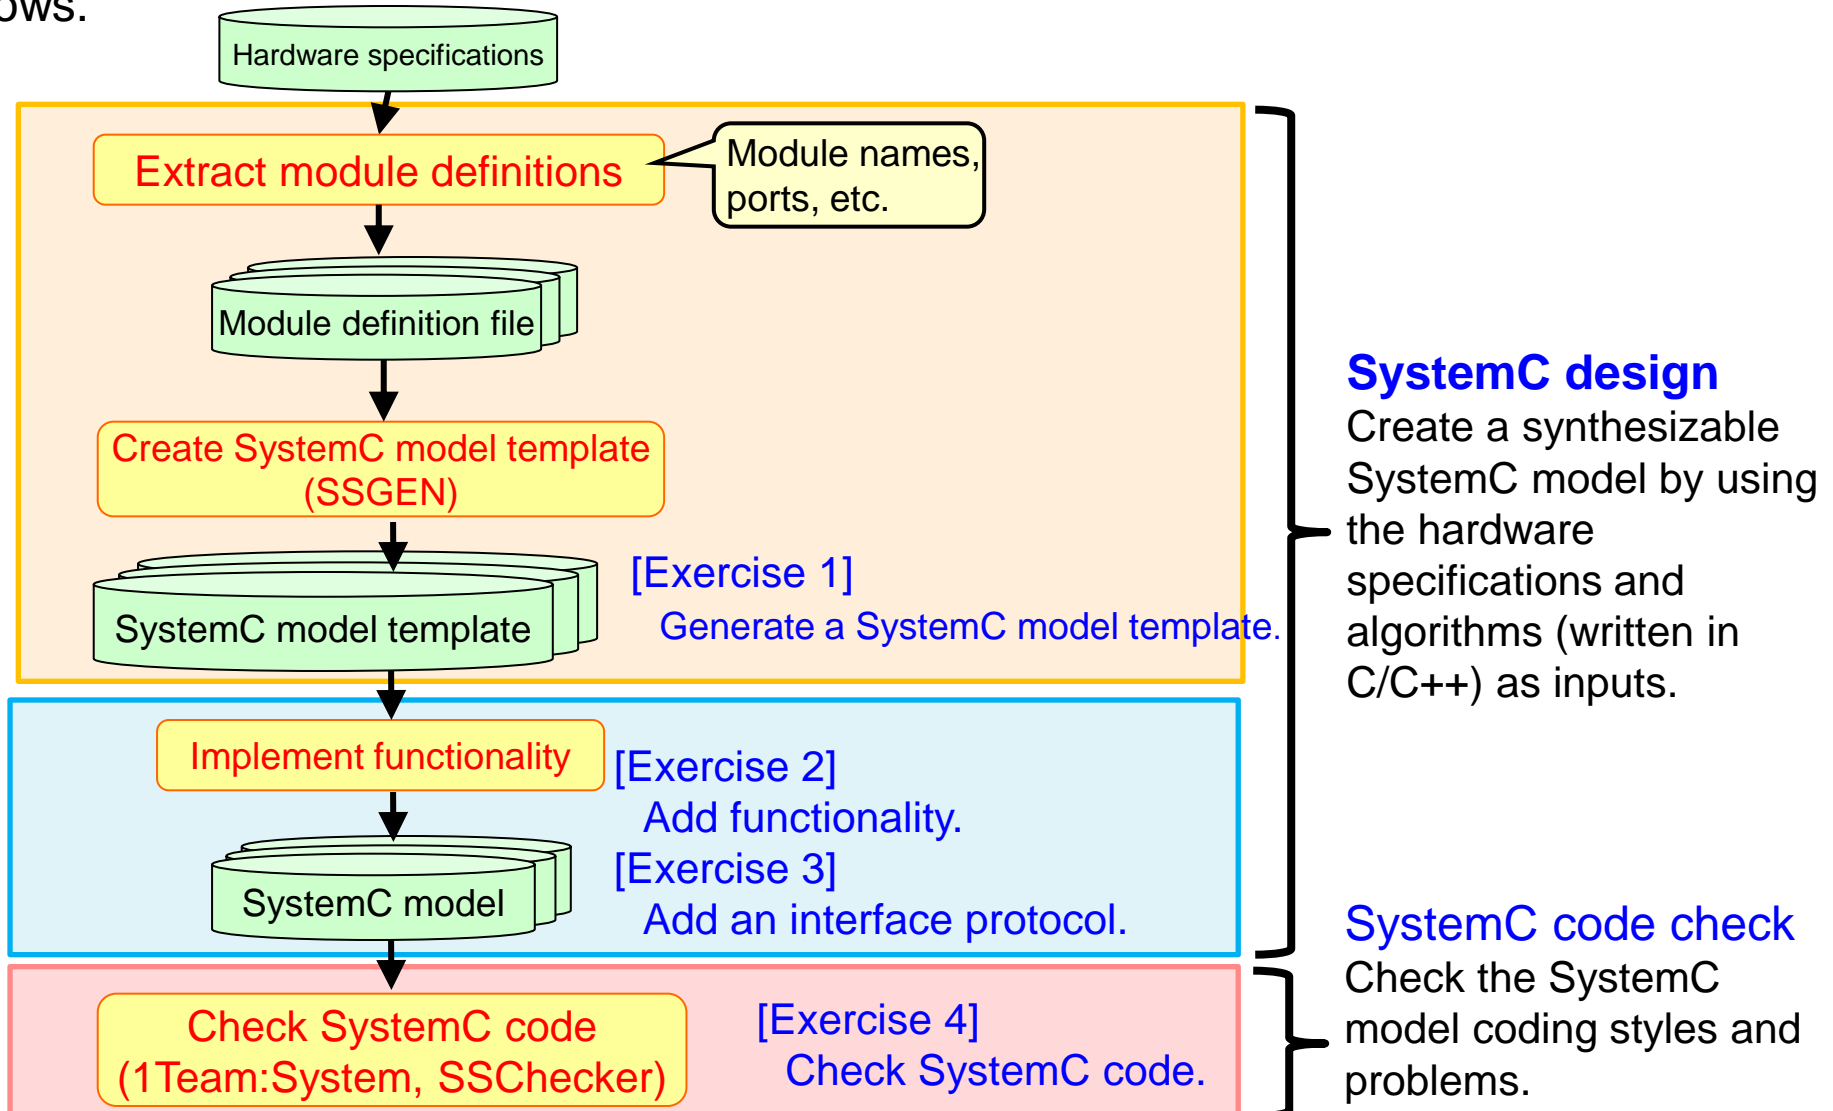 Hardware specifications
Extract module definitions
Module names,
ports, etc.
Module definition file
Create SystemC model template
(SSGEN)
SystemC model template
[Exercise 1]
Generate a SystemC model template.
Implement functionality
[Exercise 2]
Add functionality.
[Exercise 3]
Add an interface protocol.
SystemC model
Check SystemC code
(1Team:System, SSChecker)
[Exercise 4]
Check SystemC code.
SystemC design
Create a synthesizable
SystemC model by using
the hardware
specifications and
algorithms (written in
C/C++) as inputs.
SystemC code check
Check the SystemC
model coding styles and
problems.